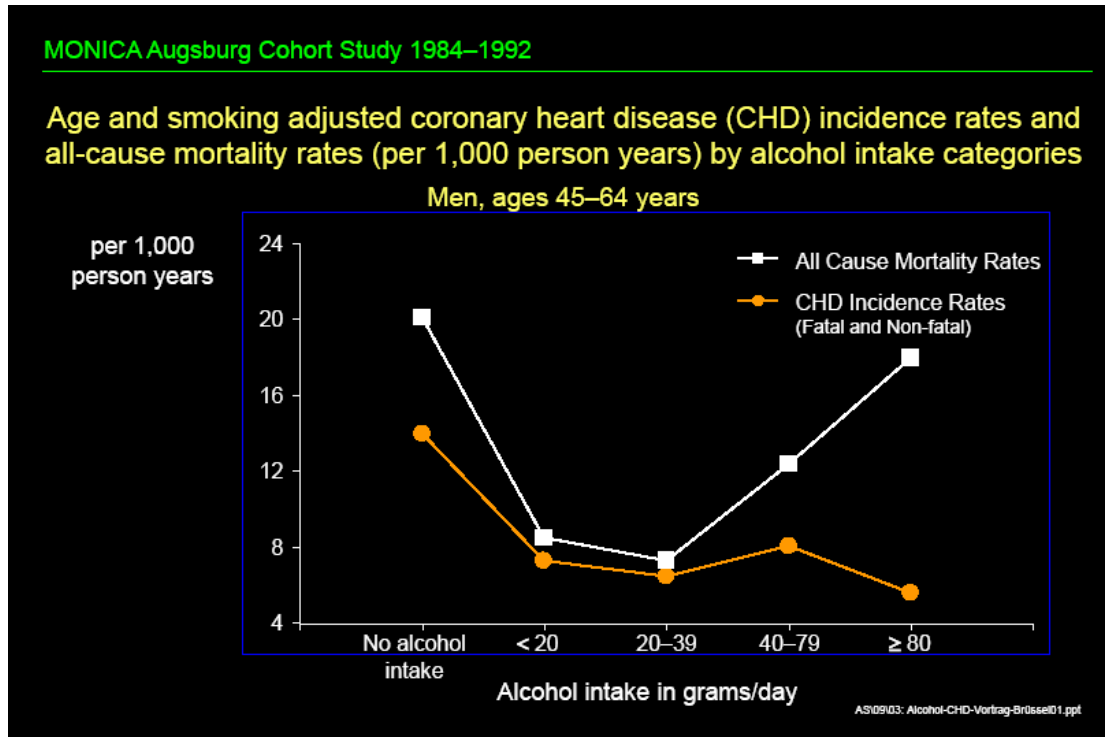 MONICA Augsburg Cohort Study 1984–1992
Age and smoking adjusted coronary heart disease (CHD) incidence rates and
all-cause mortality rates (per 1,000 person years) by alcohol intake categories
Men, ages 45–64 years
per 1,000
person years
24
20
16
12
8
4
All Cause Mortality Rates
CHD Incidence Rates
(Fatal and Non-fatal)
No alcohol
intake
< 20
20–39
40–79
≥ 80
Alcohol intake in grams/day
AS\09\03: Alcohol-CHD-Vortrag-Brüssel01.ppt